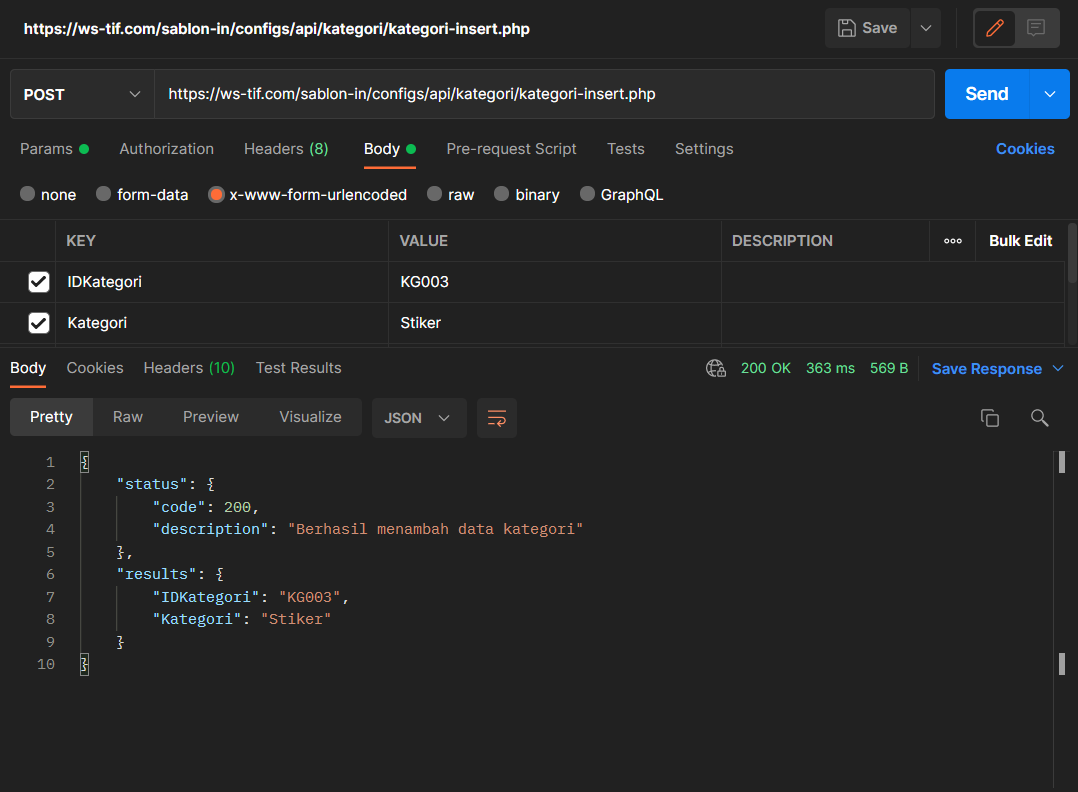 https://ws-tif.com/sablon-in/configs/api/kategori/kategori-insert.php Save
POST https://ws-tif.com/sablon-in/configs/api/kategori/kategori-insert.php Send
Params Authorization Headers (8) Body Pre-request Script Tests Settings Cookies
none form-data x-www-form-urlencoded raw binary GraphQL
KEY VALUE DESCRIPTION ooo Bulk Edit
IDKategori KG003
Kategori Stiker
Body Cookies Headers (10) Test Results 200 OK 363 ms 569 B Save Response
Pretty Raw Preview Visualize JSON
1 {
2 "status": {
3 "code": 200,
4 "description": "Berhasil menambah data kategori"
5 },
6 "results": {
7 "IDKategori": "KG003",
8 "Kategori": "Stiker"
9 }
10 }